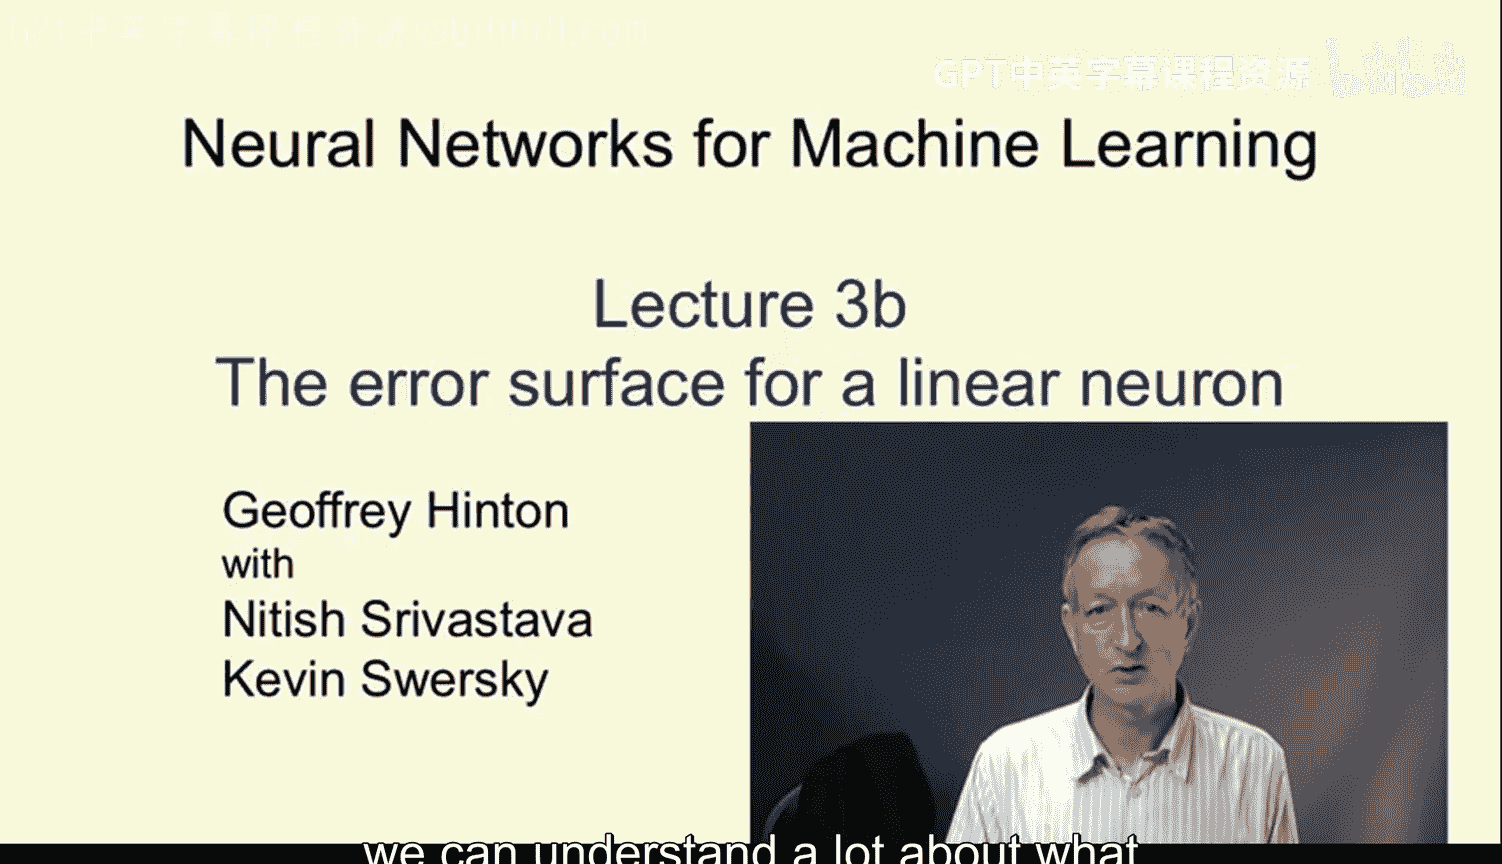 GPT中英字幕课程资源 bilibili
Neural Networks for Machine Learning
Lecture 3b
The error surface for a linear neuron
Geoffrey Hinton
with
Nitish Srivastava
Kevin Swersky
we can understand a lot about what